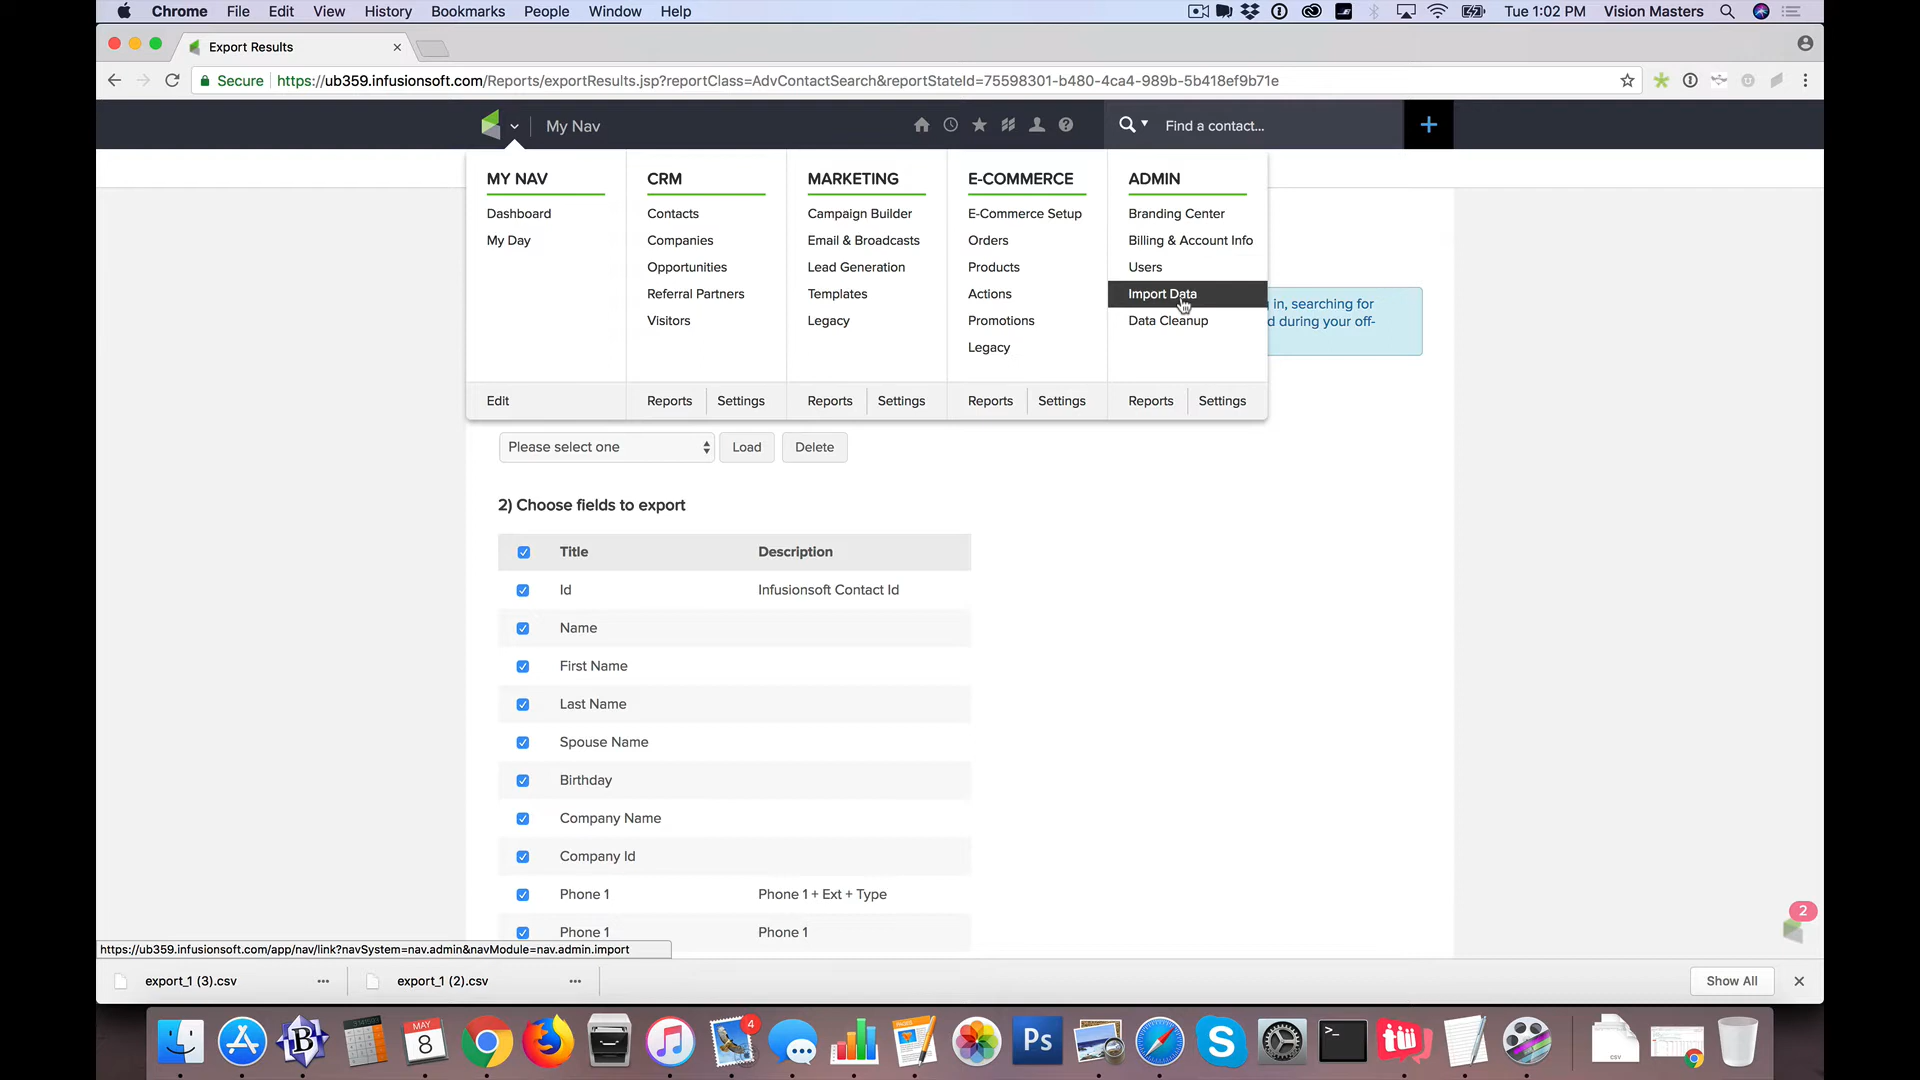 Chrome File Edit View History Bookmarks People Window Help Tue 1:02 PM Vision Masters
Export Results
Secure https://ub359.infusionsoft.com/Reports/exportResults.jsp?reportClass=AdvContactSearch&reportStateId=75598301-b480-4ca4-989b-5b418ef9b71e
My Nav Find a contact...
MY NAV CRM MARKETING E-COMMERCE ADMIN
Dashboard Contacts Campaign Builder E-Commerce Setup Branding Center
My Day Companies Email & Broadcasts Orders Billing & Account Info
Opportunities Lead Generation Products Users
Referral Partners Templates Actions Import Data
Visitors Legacy Promotions Data Cleanup
Legacy
in, searching for
d during your off-
Edit Reports Settings Reports Settings Reports Settings Reports Settings
Please select one Load Delete
2) Choose fields to export
Title Description
Id Infusionsoft Contact Id
Name
First Name
Last Name
Spouse Name
Birthday
Company Name
Company Id
Phone 1 Phone 1 + Ext + Type
Phone 1 Phone 1
2
https://ub359.infusionsoft.com/app/nav/link?navSystem=nav.admin&navModule=nav.admin.import
export_1 (3).csv export_1 (2).csv Show All
MAY
8
4
Ps
CSV